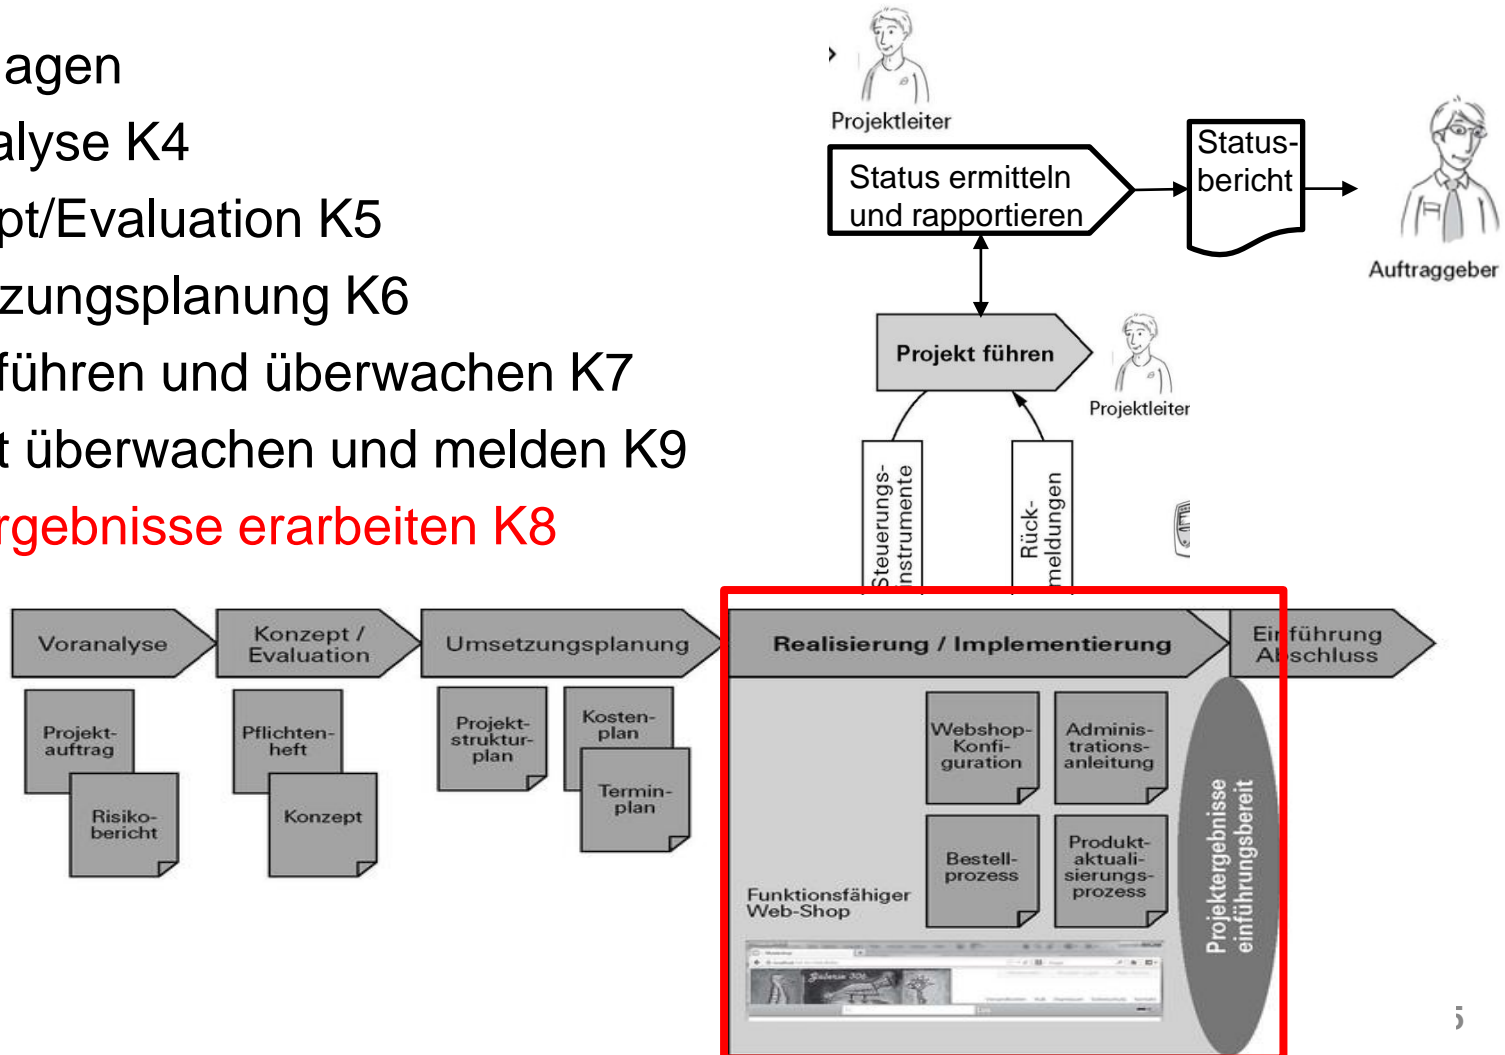 agen
alyse K4
pt/Evaluation K5
zungsplanung K6
führen und überwachen K7
t überwachen und melden K9
rgebnisse erarbeiten K8
Projektleiter
Status ermitteln
und rapportieren
Status-
bericht
Auftraggeber
Projekt führen
Projektleiter
Steuerungs-
instrumente
Rück-
meldungen
Voranalyse
Konzept /
Evaluation
Umsetzungsplanung
Realisierung / Implementierung
Einführung
Abschluss
Projekt-
auftrag
Risiko-
bericht
Pflichten-
heft
Konzept
Projekt-
struktur-
plan
Kosten-
plan
Termin-
plan
Webshop-
Konfi-
guration
Adminis-
trations-
anleitung
Bestell-
prozess
Produkt-
aktuali-
sierungs-
prozess
Funktionsfähiger
Web-Shop
Projektergebnisse
einführungsbereit
Galerie
5